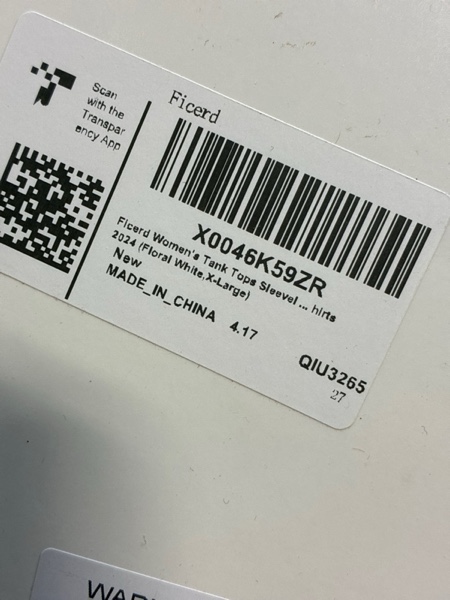 Scan
with the
Transpar
ency App
Ficerd
X0046K59ZR
Ficerd Women's Tank Tops Sleevel ... hirts
2024 (Floral White,X-Large)
New
MADE_IN_CHINA 4.17
QIU3265
27